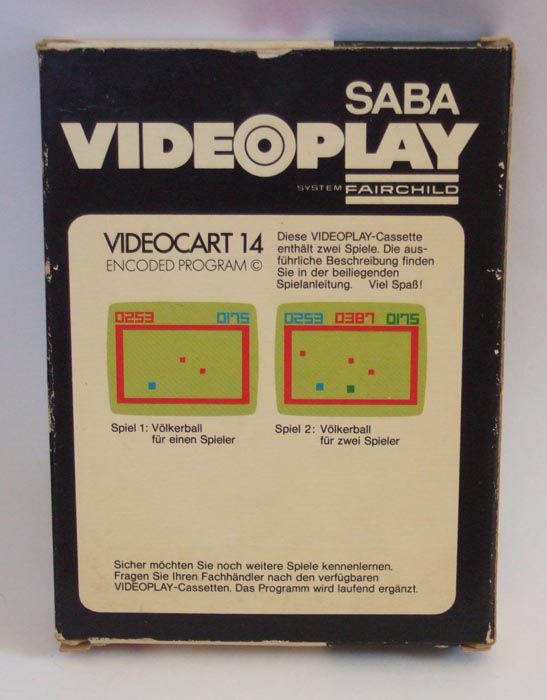 SABA
VIDEOPLAY
SYSTEM FAIRCHILD
VIDEOCART 14
ENCODED PROGRAM ©
Diese VIDEOPLAY-Cassette
enthält zwei Spiele. Die aus-
führliche Beschreibung finden
Sie in der beiliegenden
Spielanleitung. Viel Spaß!
0253 0175
0253 0387 0175
Spiel 1: Völkerball
für einen Spieler
Spiel 2: Völkerball
für zwei Spieler
Sicher möchten Sie noch weitere Spiele kennenlernen.
Fragen Sie Ihren Fachhändler nach den verfügbaren
VIDEOPLAY-Cassetten. Das Programm wird laufend ergänzt.